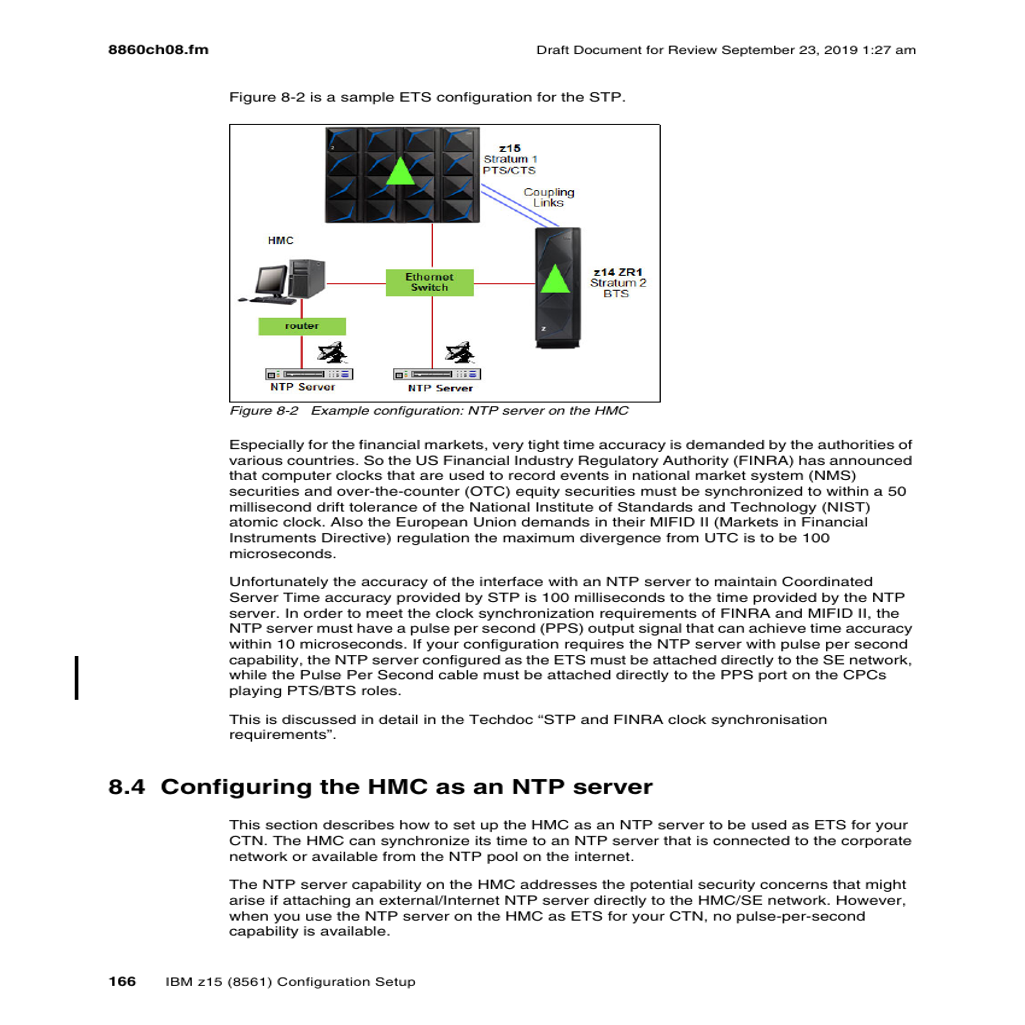 8860ch08.fm
Draft Document for Review September 23, 2019 1:27 am
Figure 8-2 is a sample ETS configuration for the STP.
z15
Stratum 1
PTS/CTS
Coupling
Links
HMC
Ethernet
Switch
z14 ZR1
Stratum 2
BTS
router
NTP Server
NTP Server
Figure 8-2 Example configuration: NTP server on the HMC
Especially for the financial markets, very tight time accuracy is demanded by the authorities of
various countries. So the US Financial Industry Regulatory Authority (FINRA) has announced
that computer clocks that are used to record events in national market system (NMS)
securities and over-the-counter (OTC) equity securities must be synchronized to within a 50
millisecond drift tolerance of the National Institute of Standards and Technology (NIST)
atomic clock. Also the European Union demands in their MIFID II (Markets in Financial
Instruments Directive) regulation the maximum divergence from UTC is to be 100
microseconds.
Unfortunately the accuracy of the interface with an NTP server to maintain Coordinated
Server Time accuracy provided by STP is 100 milliseconds to the time provided by the NTP
server. In order to meet the clock synchronization requirements of FINRA and MIFID II, the
NTP server must have a pulse per second (PPS) output signal that can achieve time accuracy
within 10 microseconds. If your configuration requires the NTP server with pulse per second
capability, the NTP server configured as the ETS must be attached directly to the SE network,
while the Pulse Per Second cable must be attached directly to the PPS port on the CPCs
playing PTS/BTS roles.
This is discussed in detail in the Techdoc “STP and FINRA clock synchronisation
requirements”.
8.4 Configuring the HMC as an NTP server
This section describes how to set up the HMC as an NTP server to be used as ETS for your
CTN. The HMC can synchronize its time to an NTP server that is connected to the corporate
network or available from the NTP pool on the internet.
The NTP server capability on the HMC addresses the potential security concerns that might
arise if attaching an external/Internet NTP server directly to the HMC/SE network. However,
when you use the NTP server on the HMC as ETS for your CTN, no pulse-per-second
capability is available.
166 IBM z15 (8561) Configuration Setup